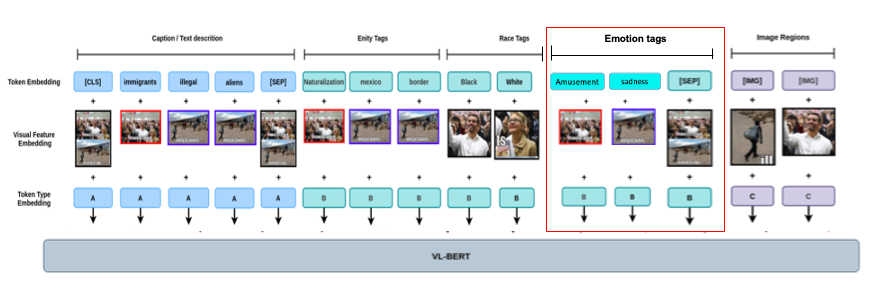 Caption / Text descrition
Enity Tags
Race Tags
Emotion tags
Image Regions
Token Embedding
[CLS]
immigrants
illegal
aliens
[SEP]
Naturalization
mexico
border
Black
White
Amusement
sadness
[SEP]
[IMG]
[IMG]
+ + + + + + + + + + + + + + +
Visual Feature
Embedding
+ + + + + + + + + + + + + + +
Token Type
Embedding
A
A
A
A
A
B
B
B
B
B
B
B
B
C
C
VL-BERT